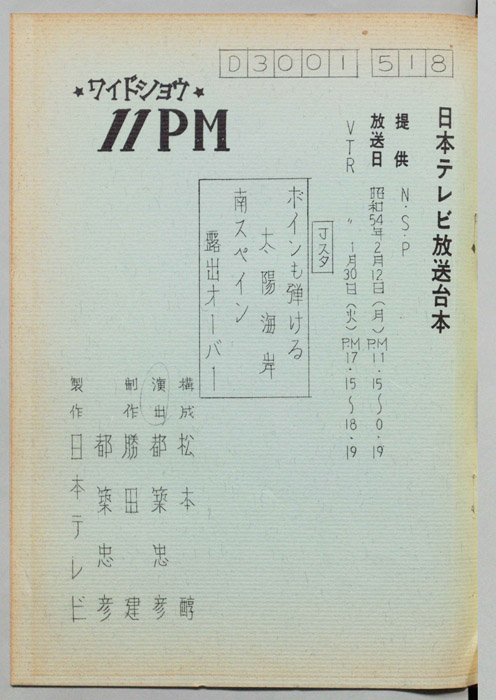 D3001 518
★ワイドショウ★
11PM
日本テレビ放送台本
提供 N・S・P
放送日 昭和54年2月12日(月)P.M 11・15〜0・19
VTR 〃 1月30日(火)P.M 17・15〜18・19
Jスタ
ボインも弾ける
太陽海岸
南スペイン
露出オーバー
構成 松本 醇
演出 都築忠彦
制作 勝田 建
都築忠彦
製作 日本テレビ